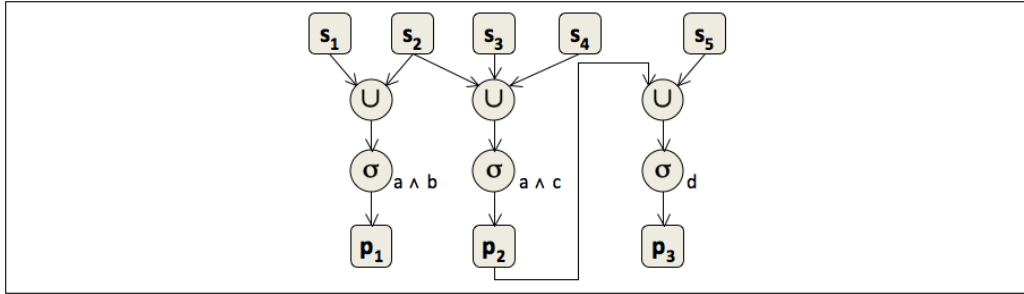 s1 s2 s3 s4 s5
∪ ∪ ∪
σ a ∧ b σ a ∧ c σ d
p1 p2 p3